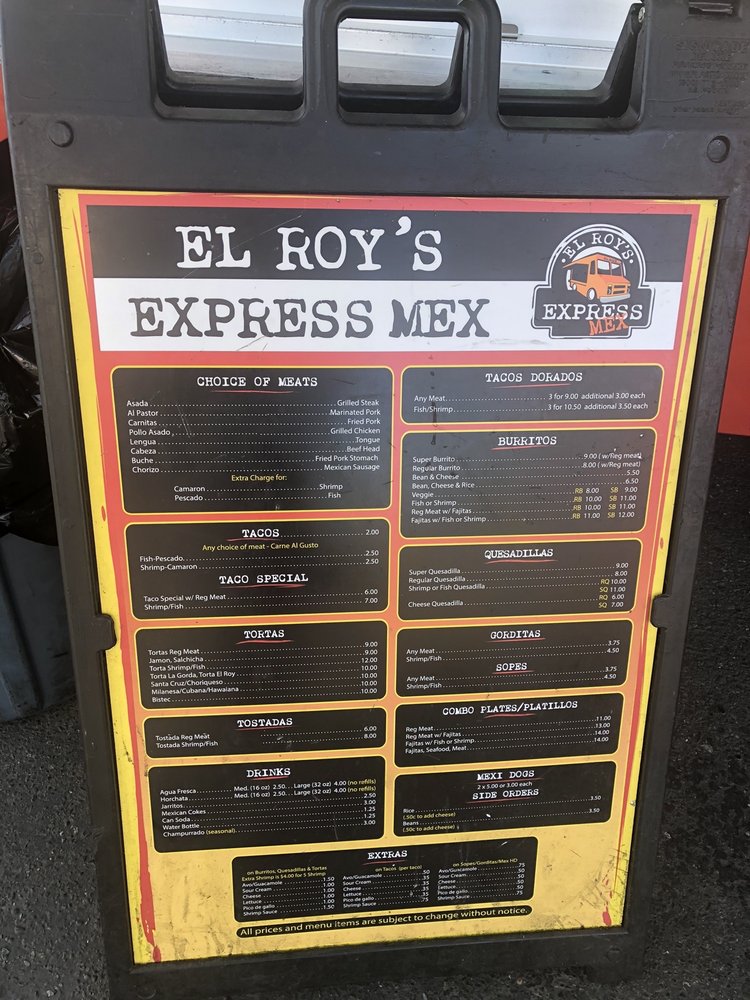 EL ROY'S
EXPRESS MEX
EL ROY'S
EXPRESS
MEX
CHOICE OF MEATS
Asada Grilled Steak
Al Pastor Marinated Pork
Carnitas Fried Pork
Pollo Asado Grilled Chicken
Lengua Tongue
Cabeza Beef Head
Buche Fried Pork Stomach
Chorizo Mexican Sausage
Extra Charge for:
Camaron Shrimp
Pescado Fish
TACOS 2.00
Any choice of meat - Carne Al Gusto
Fish-Pescado 2.50
Shrimp-Camaron 2.50
TACO SPECIAL
Taco Special w/ Reg Meat 6.00
Shrimp/Fish 7.00
TORTAS
Tortas Reg Meat 9.00
Jamon, Salchicha 9.00
Torta Shrimp/Fish 12.00
Torta La Gorda, Torta El Roy 10.00
Santa Cruz/Choriqueso 10.00
Milanesa/Cubana/Hawaiana 10.00
Bistec 10.00
TOSTADAS
Tostada Reg Meat 6.00
Tostada Shrimp/Fish 8.00
DRINKS
Agua Fresca Med. (16 oz) 2.50 Large (32 oz) 4.00 (no refills)
Horchata Med. (16 oz) 2.50 Large (32 oz) 4.00 (no refills)
Jarritos 2.50
Mexican Cokes 3.00
Can Soda 1.25
Water Bottle 1.25
Champurrado (seasonal) 3.00
TACOS DORADOS
Any Meat 3 for 9.00 additional 3.00 each
Fish/Shrimp 3 for 10.50 additional 3.50 each
BURRITOS
Super Burrito 9.00 (w/Reg meat)
Regular Burrito 8.00 (w/Reg meat)
Bean & Cheese 5.50
Bean, Cheese & Rice 6.50
Veggie RB 8.00 SB 9.00
Fish or Shrimp RB 10.00 SB 11.00
Reg Meat w/ Fajitas RB 10.00 SB 11.00
Fajitas w/ Fish or Shrimp RB 11.00 SB 12.00
QUESADILLAS
Super Quesadilla 9.00
Regular Quesadilla 8.00
Shrimp or Fish Quesadilla RQ 10.00
SQ 11.00
Cheese Quesadilla RQ 6.00
SQ 7.00
GORDITAS
Any Meat 3.75
Shrimp/Fish 4.50
SOPES
Any Meat 3.75
Shrimp/Fish 4.50
COMBO PLATES/PLATILLOS
Reg Meat 11.00
Reg Meat w/ Fajitas 13.00
Fajitas w/ Fish or Shrimp 14.00
Fajitas, Seafood, Meat 14.00
MEXI DOGS
2 x 5.00 or 3.00 each
SIDE ORDERS
Rice 3.50
(.50c to add cheese)
Beans 3.50
(.50c to add cheese)
EXTRAS
on Burritos, Quesadillas & Tortas
Extra Shrimp is $4.00 for 5 Shrimp
Avo/Guacamole 1.50
Sour Cream 1.00
Cheese 1.00
Lettuce 1.00
Pico de gallo 1.00
Shrimp Sauce 1.50
on Tacos (per taco)
Avo/Guacamole .50
Sour Cream .35
Cheese .35
Lettuce .35
Pico de gallo .35
Shrimp Sauce .75
on Sopes/Gorditas/Mex HD
Avo/Guacamole .75
Sour Cream .50
Cheese .50
Lettuce .50
Pico de gallo .50
Shrimp Sauce .75
All prices and menu items are subject to change without notice.